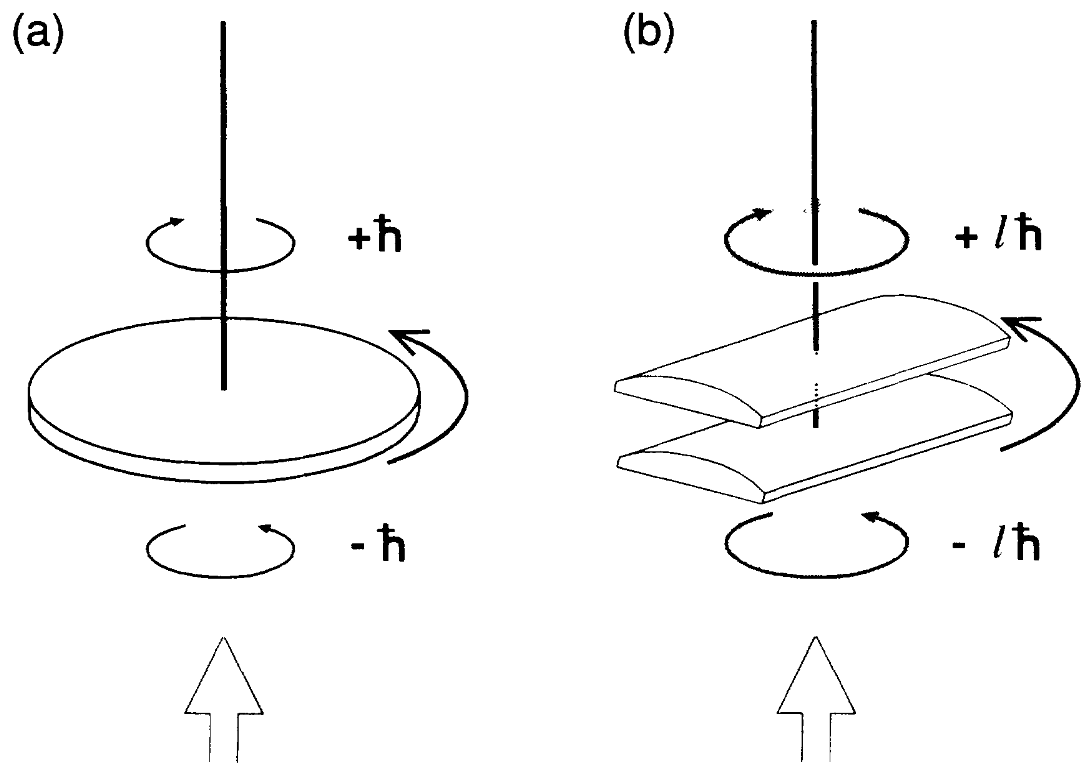 (a)
(b)
+ħ
+ lħ
- ħ
- lħ